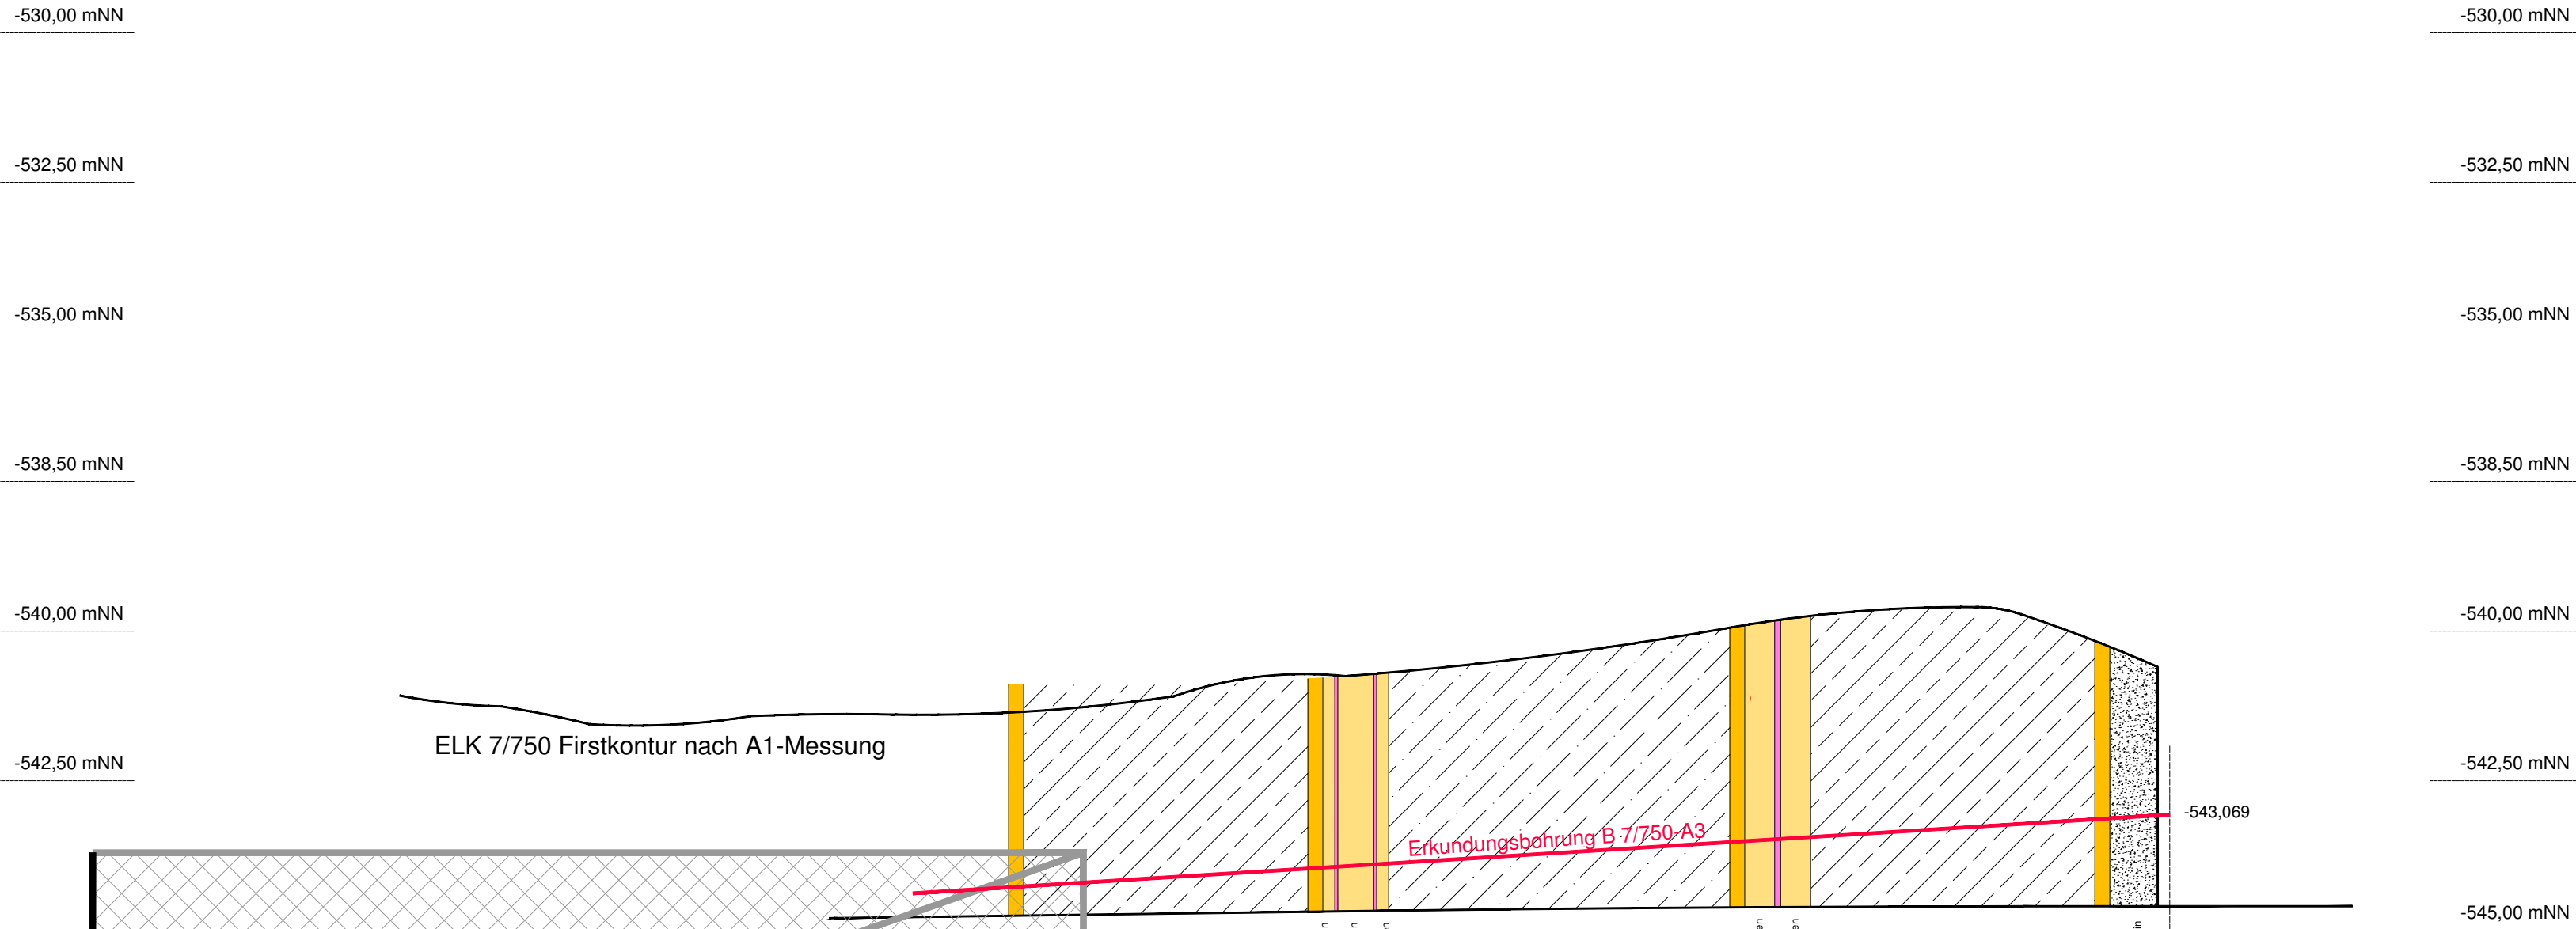 -530,00 mNN
-530,00 mNN
-532,50 mNN
-532,50 mNN
-535,00 mNN
-535,00 mNN
-538,50 mNN
-538,50 mNN
-540,00 mNN
-540,00 mNN
ELK 7/750 Firstkontur nach A1-Messung
-542,50 mNN
-542,50 mNN
-543,069
Erkundungsbohrung B 7/750-A3
-545,00 mNN